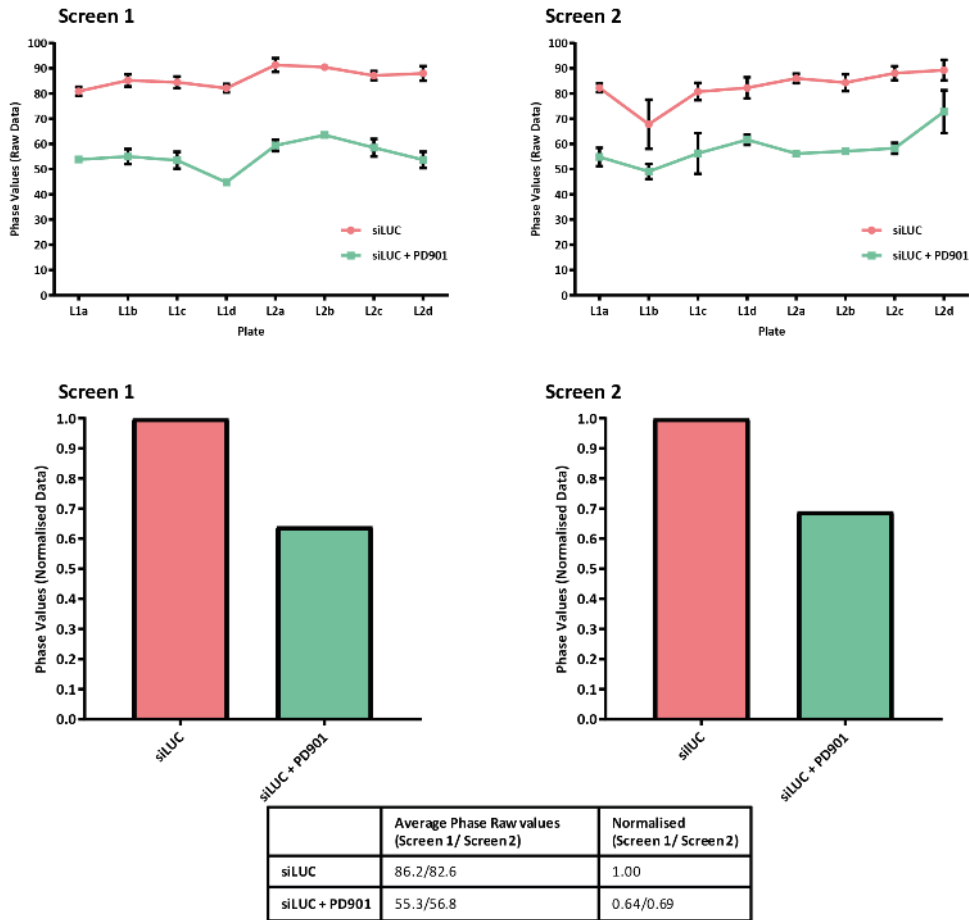 Screen 1
Phase Values (Raw Data)
100
90
80
70
60
50
40
30
20
10
0
siLUC
siLUC + PD901
L1a L1b L1c L1d L2a L2b L2c L2d
Plate
Screen 2
Phase Values (Raw Data)
100
90
80
70
60
50
40
30
20
10
0
siLUC
siLUC + PD901
L1a L1b L1c L1d L2a L2b L2c L2d
Plate
Screen 1
Phase Values (Normalised Data)
1.0
0.9
0.8
0.7
0.6
0.5
0.4
0.3
0.2
0.1
0.0
siLUC
siLUC + PD901
Screen 2
Phase Values (Normalised Data)
1.0
0.9
0.8
0.7
0.6
0.5
0.4
0.3
0.2
0.1
0.0
siLUC
siLUC + PD901
Average Phase Raw values
(Screen 1/ Screen 2)
Normalised
(Screen 1/ Screen 2)
siLUC 86.2/82.6 1.00
siLUC + PD901 55.3/56.8 0.64/0.69